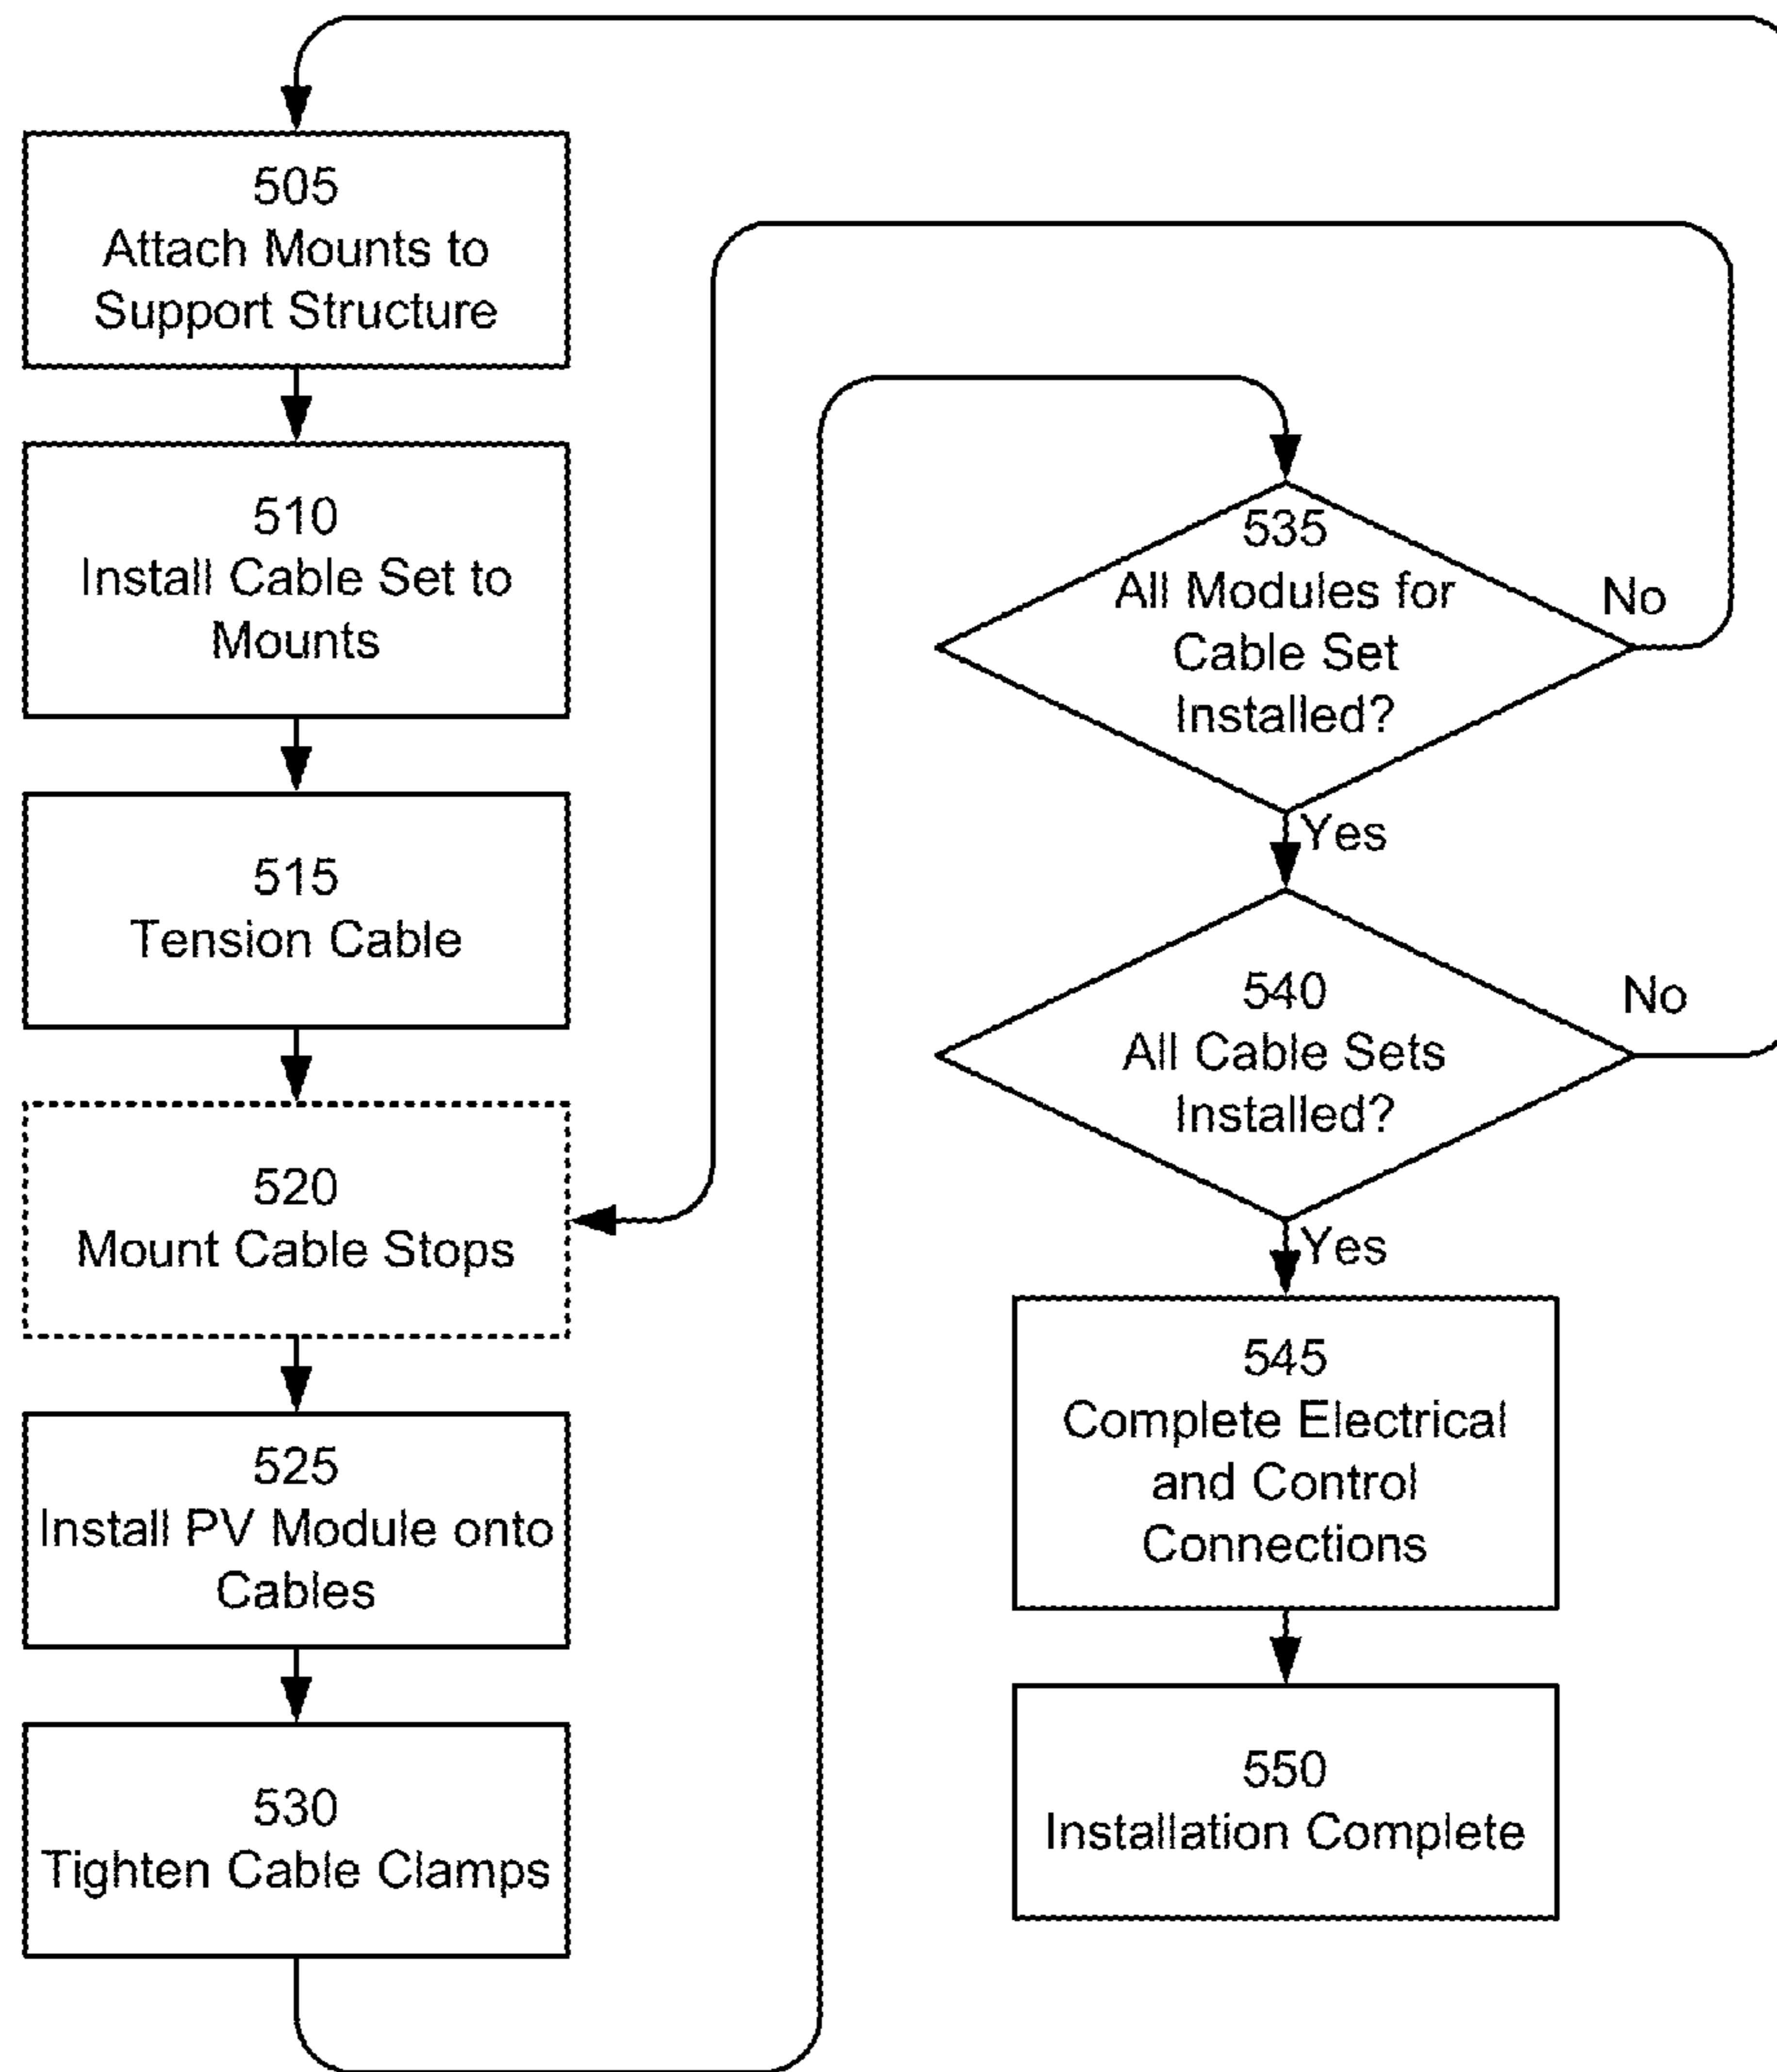 505
Attach Mounts to
Support Structure
510
Install Cable Set to
Mounts
515
Tension Cable
520
Mount Cable Stops
525
Install PV Module onto
Cables
530
Tighten Cable Clamps
535
All Modules for
Cable Set
Installed?
No
Yes
540
All Cable Sets
Installed?
No
Yes
545
Complete Electrical
and Control
Connections
550
Installation Complete